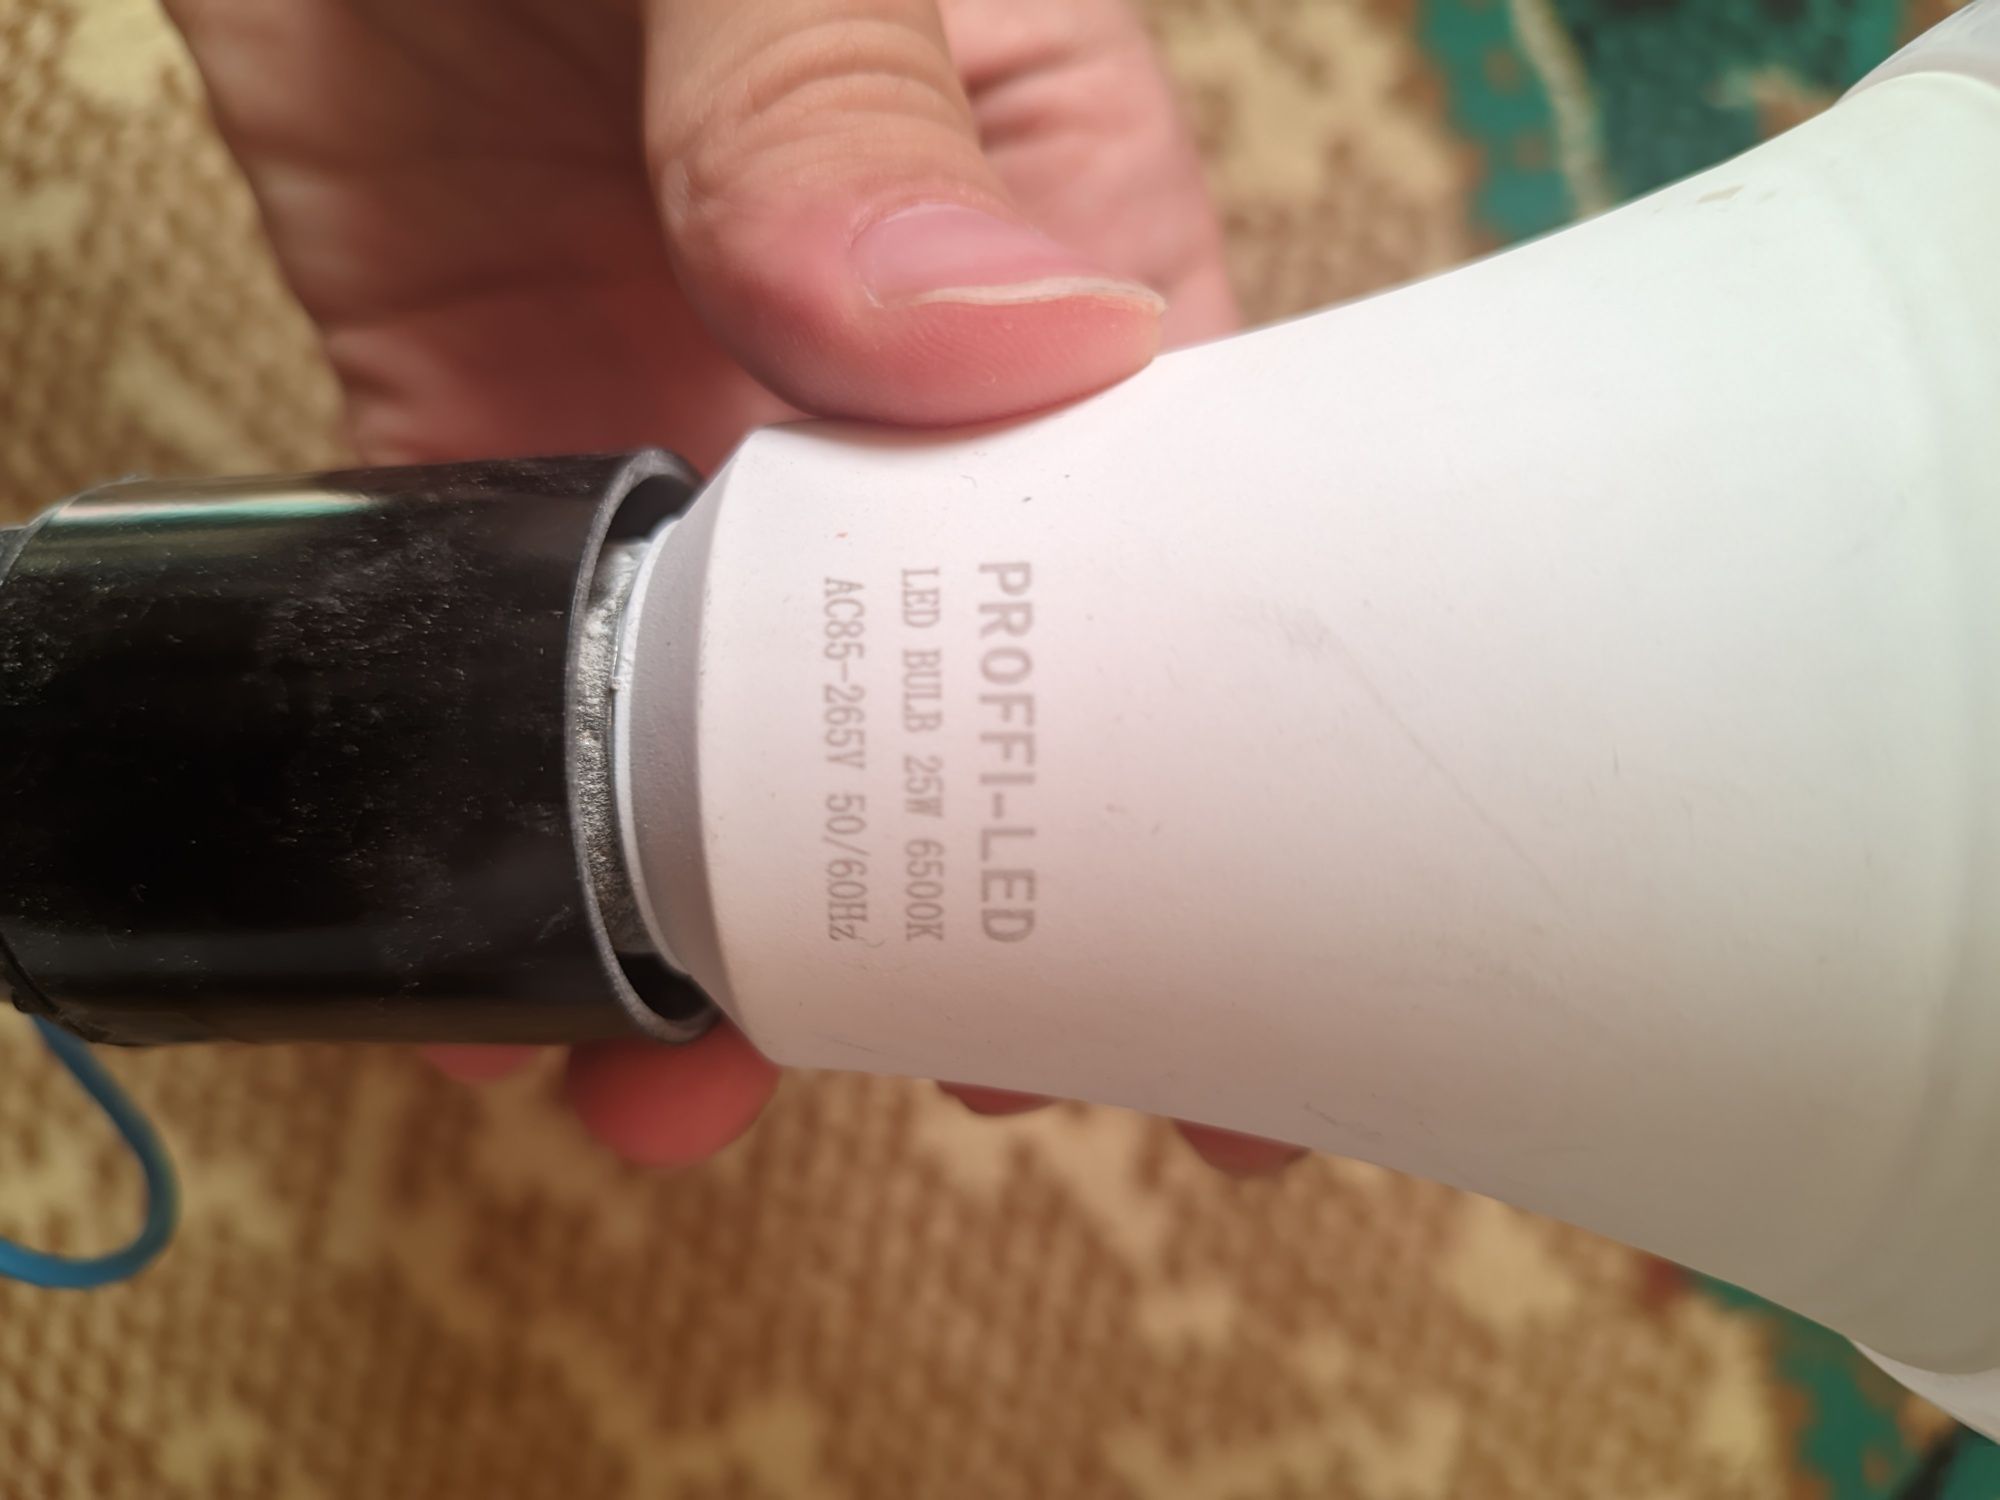 PROFFI-LED
LED BULB 25W 6500K
AC85-265V 50/60Hz